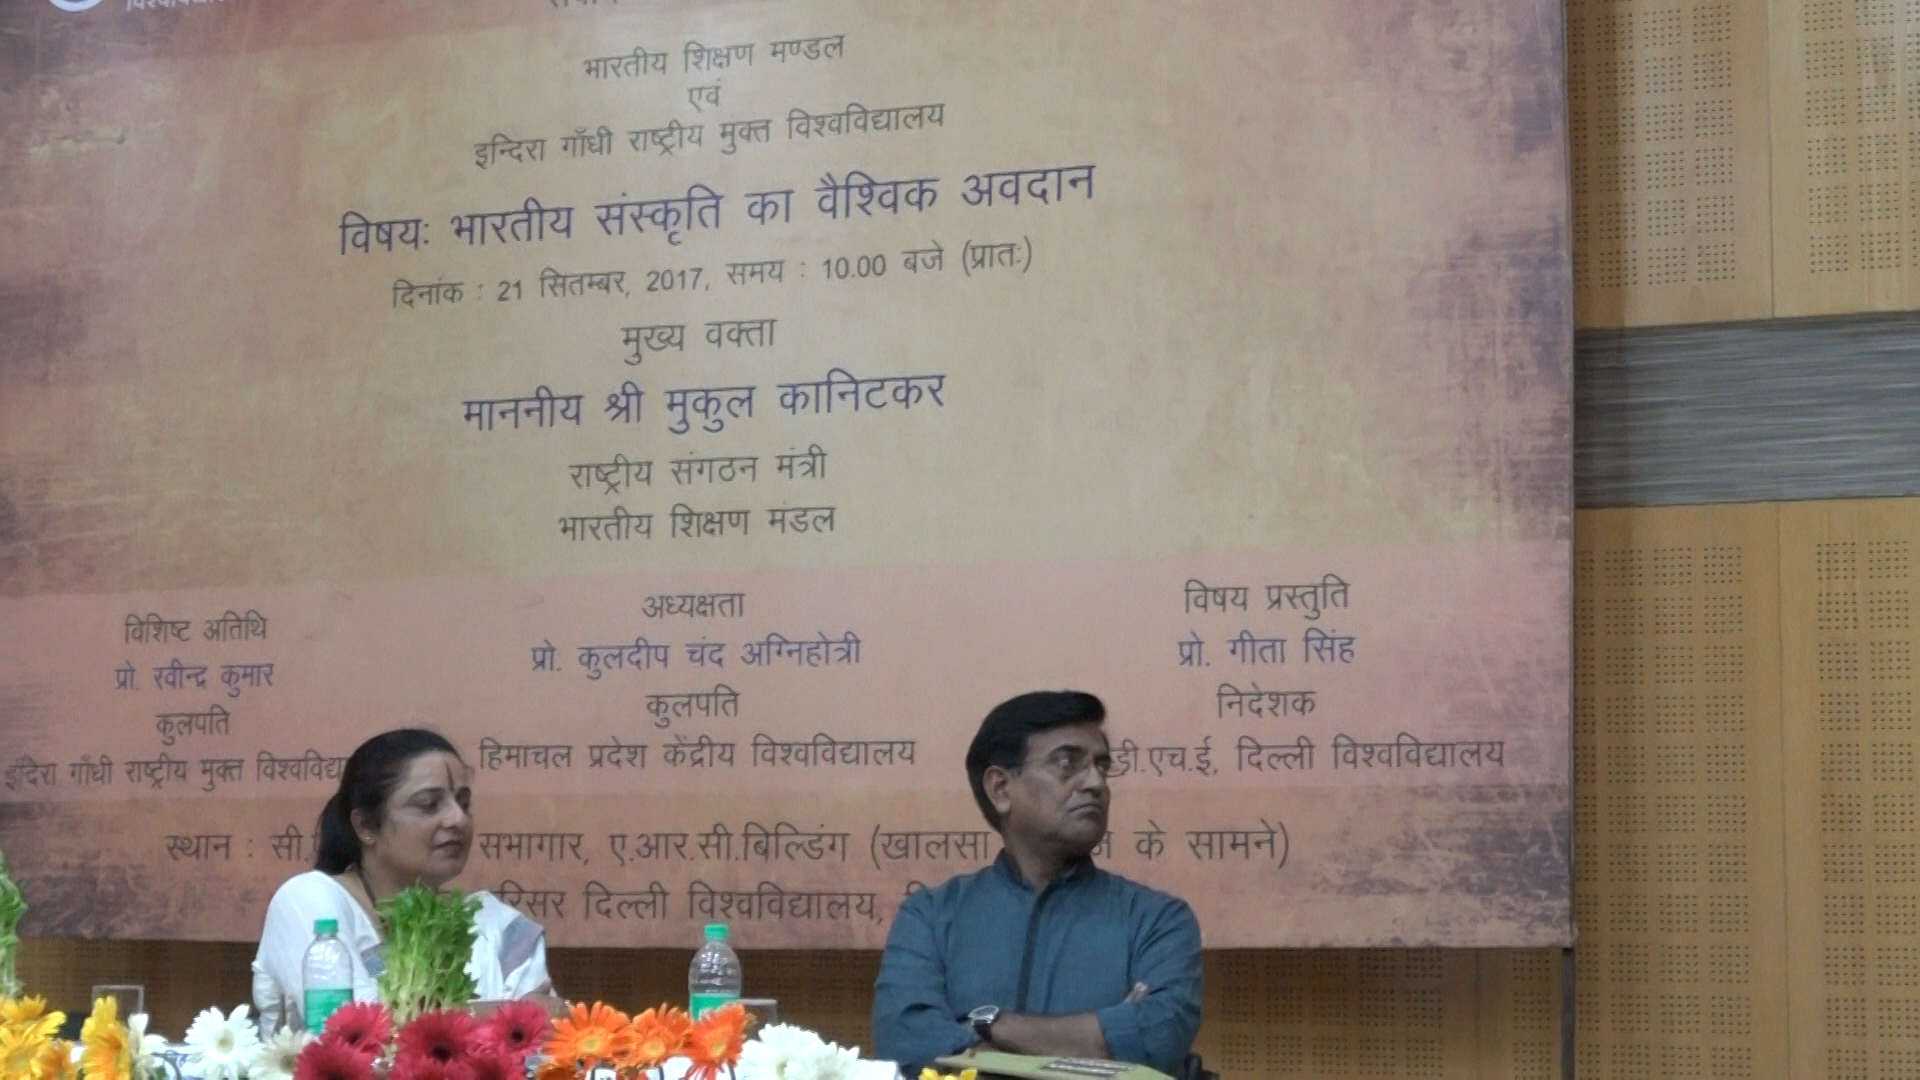 भारतीय शिक्षण मण्डल
एवं
इन्दिरा गाँधी राष्ट्रीय मुक्त विश्वविद्यालय
विषय: भारतीय संस्कृति का वैश्विक अवदान
दिनांक : 21 सितम्बर, 2017, समय : 10.00 बजे (प्रातः)
मुख्य वक्ता
माननीय श्री मुकुल कानिटकर
राष्ट्रीय संगठन मंत्री
भारतीय शिक्षण मंडल
विशिष्ट अतिथि
प्रो. रवीन्द्र कुमार
कुलपति
इंदिरा गाँधी राष्ट्रीय मुक्त
अध्यक्षता
प्रो. कुलदीप चंद अग्निहोत्री
कुलपति
हिमाचल प्रदेश केंद्रीय विश्वविद्यालय
विषय प्रस्तुति
प्रो. गीता सिंह
निदेशक
डी.एच.ई, दिल्ली विश्वविद्यालय
स्थान : सी. सभागार, ए.आर.सी.बिल्डिंग (खालसा के सामने)
दिल्ली विश्वविद्यालय,